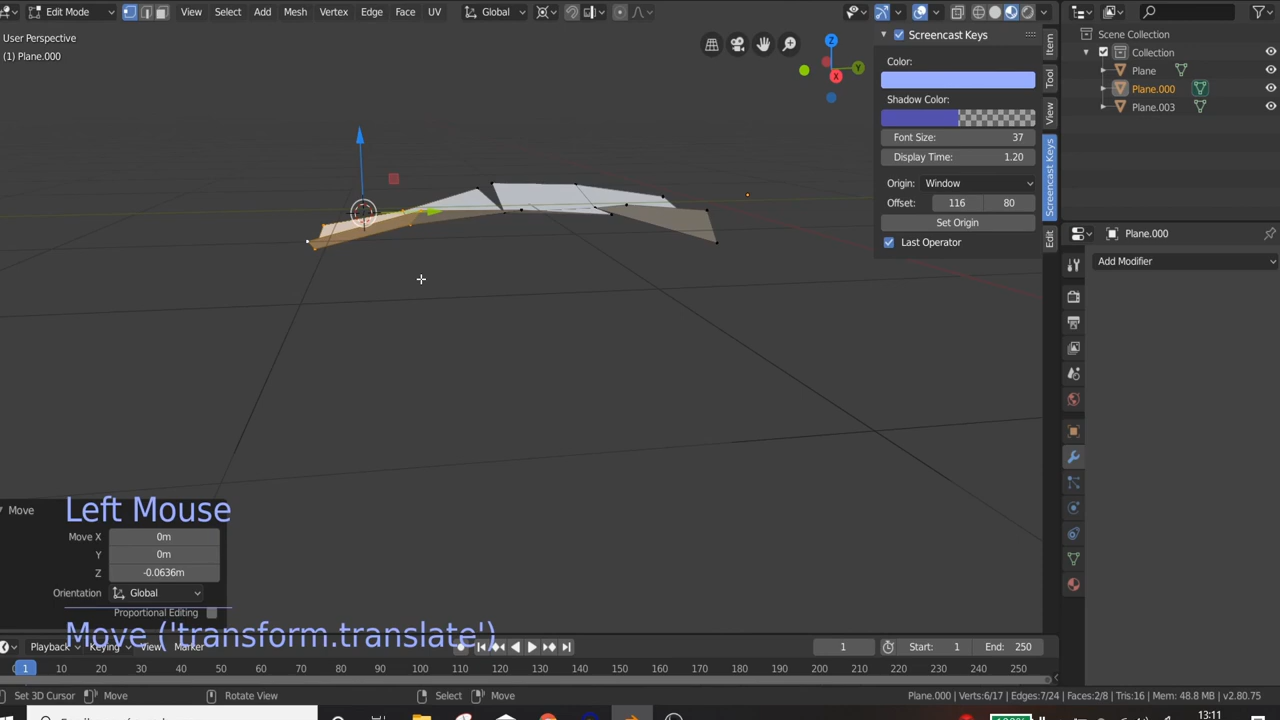 Edit Mode
View
Select
Add
Mesh
Vertex
Edge
Face
UV
Global
User Perspective
(1) Plane.000
Z
Y
X
Screencast Keys
Color:
Shadow Color:
Font Size:
37
Display Time:
1.20
Origin:
Window
Offset:
116
80
Set Origin
Last Operator
Item
Tool
View
Screencast Keys
Edit
Scene Collection
Collection
Plane
Plane.000
Plane.003
Plane.000
Add Modifier
Left Mouse
Move
Move X
0m
Y
0m
Z
-0.0636m
Orientation
Global
Proportional Editing
Move ('transform.translate')
Playback
Keying
View
Marker
1
Start:
1
End:
250
1
10
20
30
40
50
60
70
80
90
100
110
120
130
140
150
160
170
180
190
200
210
220
230
240
250
Set 3D Cursor
Move
Rotate View
Select
Move
Plane.000 | Verts:6/17 | Edges:7/24 | Faces:2/8 | Tris:16 | Mem: 48.8 MB | v2.80.75
13:11